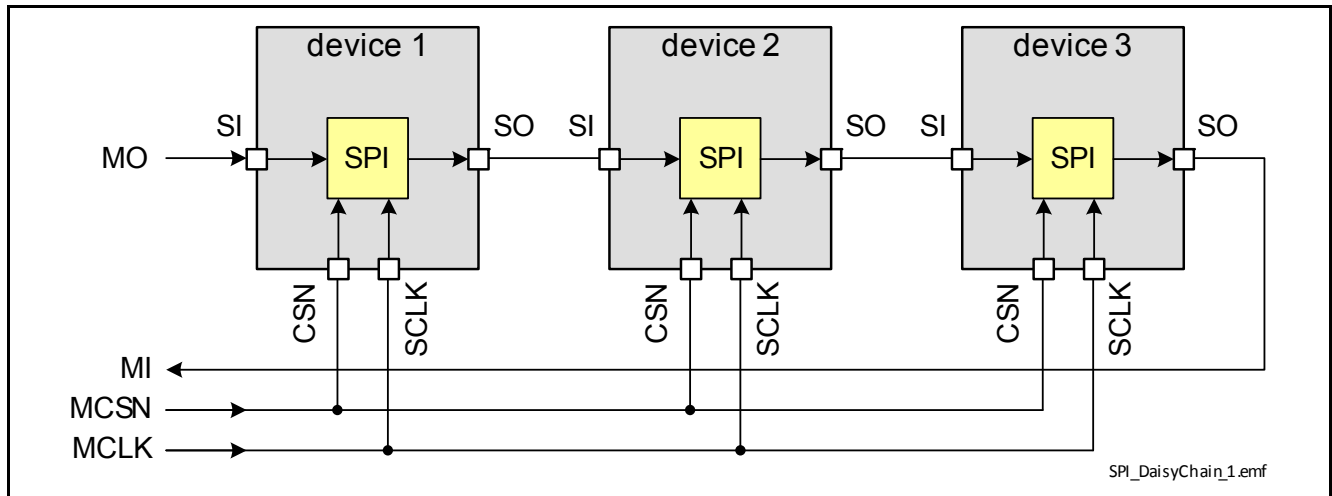 device 1 device 2 device 3
SI SO SI SO SI SO
MO SPI SPI SPI
CSN SCLK CSN SCLK CSN SCLK
MI
MCSN
MCLK
SPI_DaisyChain_1.emf